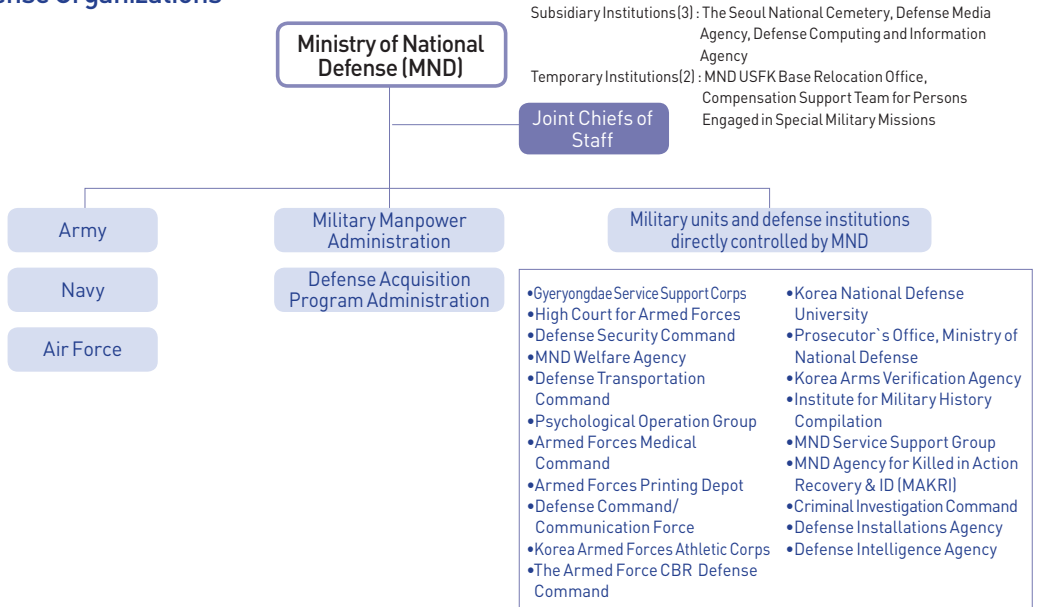 Subsidiary Institutions(3) : The Seoul National Cemetery, Defense Media
Agency, Defense Computing and Information
Agency
Temporary Institutions(2) : MND USFK Base Relocation Office,
Compensation Support Team for Persons
Engaged in Special Military Missions
Ministry of National
Defense (MND)
Joint Chiefs of
Staff
Army
Navy
Air Force
Military Manpower
Administration
Defense Acquisition
Program Administration
Military units and defense institutions
directly controlled by MND
•Gyeryongdae Service Support Corps
•High Court for Armed Forces
•Defense Security Command
•MND Welfare Agency
•Defense Transportation
Command
•Psychological Operation Group
•Armed Forces Medical
Command
•Armed Forces Printing Depot
•Defense Command/
Communication Force
•Korea Armed Forces Athletic Corps
•The Armed Force CBR Defense
Command
•Korea National Defense
University
•Prosecutor`s Office, Ministry of
National Defense
•Korea Arms Verification Agency
•Institute for Military History
Compilation
•MND Service Support Group
•MND Agency for Killed in Action
Recovery & ID (MAKRI)
•Criminal Investigation Command
•Defense Installations Agency
•Defense Intelligence Agency